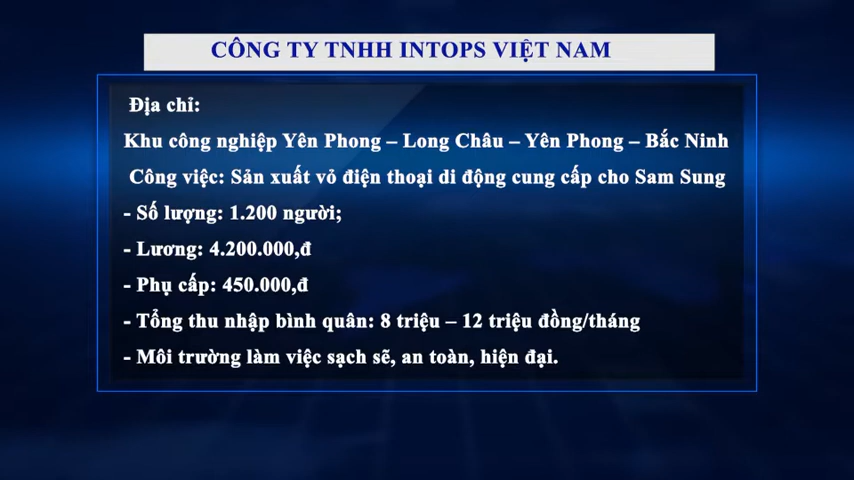 CÔNG TY TNHH INTOPS VIỆT NAM
Địa chỉ:
Khu công nghiệp Yên Phong – Long Châu – Yên Phong – Bắc Ninh
Công việc: Sản xuất vỏ điện thoại di động cung cấp cho Sam Sung
- Số lượng: 1.200 người;
- Lương: 4.200.000,đ
- Phụ cấp: 450.000,đ
- Tổng thu nhập bình quân: 8 triệu – 12 triệu đồng/tháng
- Môi trường làm việc sạch sẽ, an toàn, hiện đại.